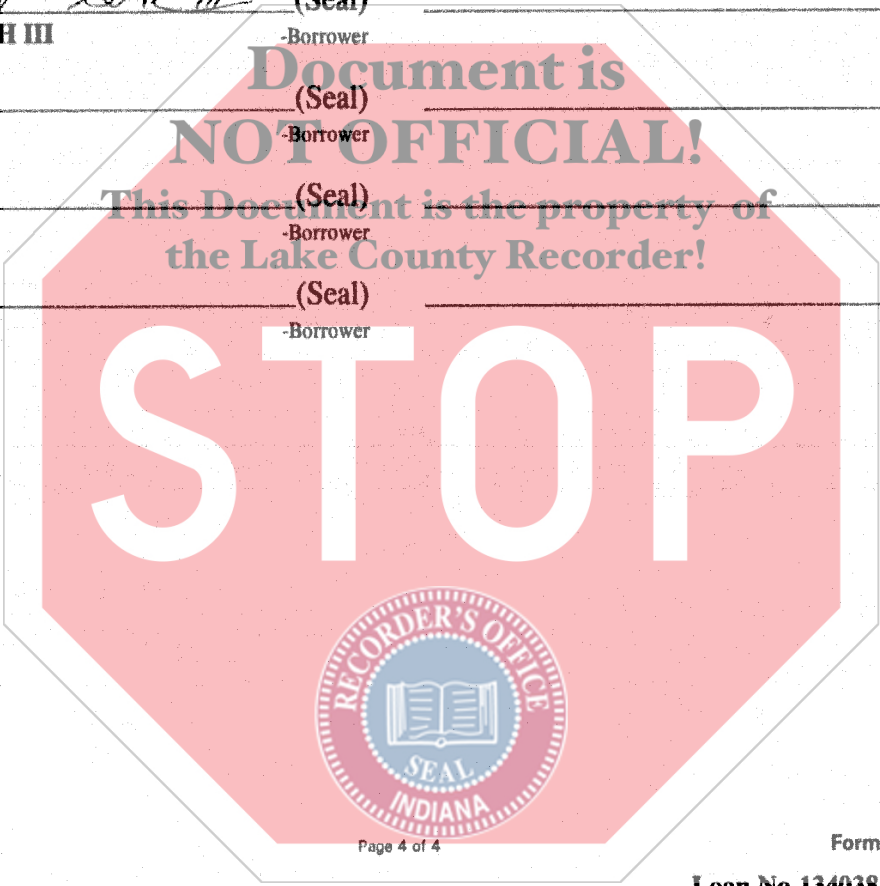 (Seal)
H III
-Borrower
Document is
(Seal)
NOT OFFICIAL!
-Borrower
This Document is the property of
(Seal)
-Borrower
the Lake County Recorder!
(Seal)
-Borrower
STOP
RECORDER'S OFFICE
SEAL
INDIANA
Page 4 of 4
Form
Loan No 134038